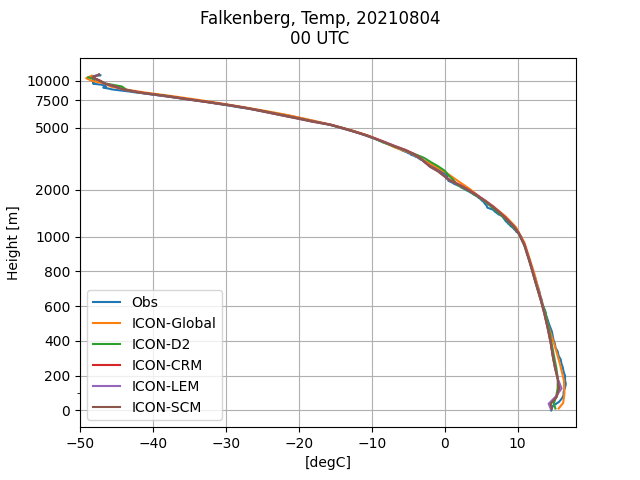 Falkenberg, Temp, 20210804
00 UTC
Height [m]
10000
7500
5000
2000
1000
800
600
400
200
0
Obs
ICON-Global
ICON-D2
ICON-CRM
ICON-LEM
ICON-SCM
−50 −40 −30 −20 −10 0 10
[degC]